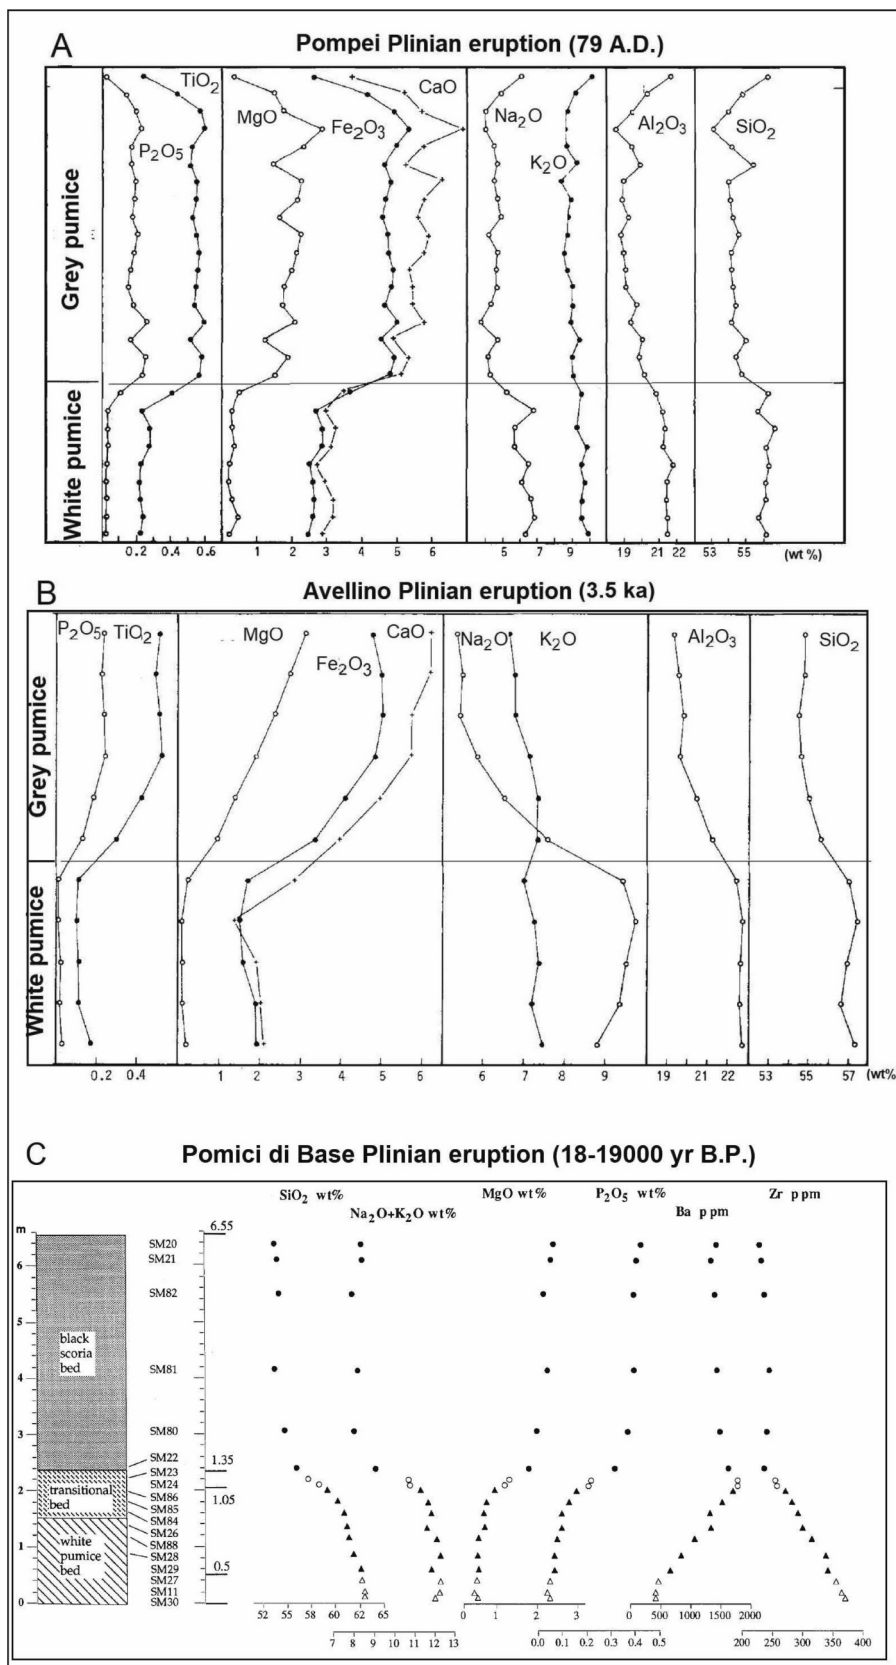 A
Pompei Plinian eruption (79 A.D.)
TiO2
CaO
MgO
Fe2O3
Na2O
Al2O3
SiO2
P2O5
K2O
Grey pumice
White pumice
0.2 0.4 0.6 1 2 3 4 5 6 5 7 9 19 21 22 53 55 (wt %)
B
Avellino Plinian eruption (3.5 ka)
P2O5 TiO2 MgO CaO Na2O K2O Al2O3 SiO2
Fe2O3
Grey pumice
White pumice
0.2 0.4 1 2 3 4 5 6 6 7 8 9 19 21 22 53 55 57 (wt%
C
Pomici di Base Plinian eruption (18-19000 yr B.P.)
SiO2 wt% MgO wt% P2O5 wt% Zr ppm
Na2O+K2O wt% Ba ppm
m
6.55
SM20
6
SM21
SM82
5
black
scoria
bed
SM81
4
3
SM80
SM22
1.35
SM23
2
transitional
bed
SM24
SM86
1.05
SM85
SM84
SM26
1
white
pumice
bed
SM88
SM28
SM29
0.5
SM27
SM11
0
SM30
52 55 58 60 62 65 0 1 2 3 0 500 1000 1500 2000
7 8 9 10 11 12 13 0.0 0.1 0.2 0.3 0.4 0.5 200 250 300 350 400